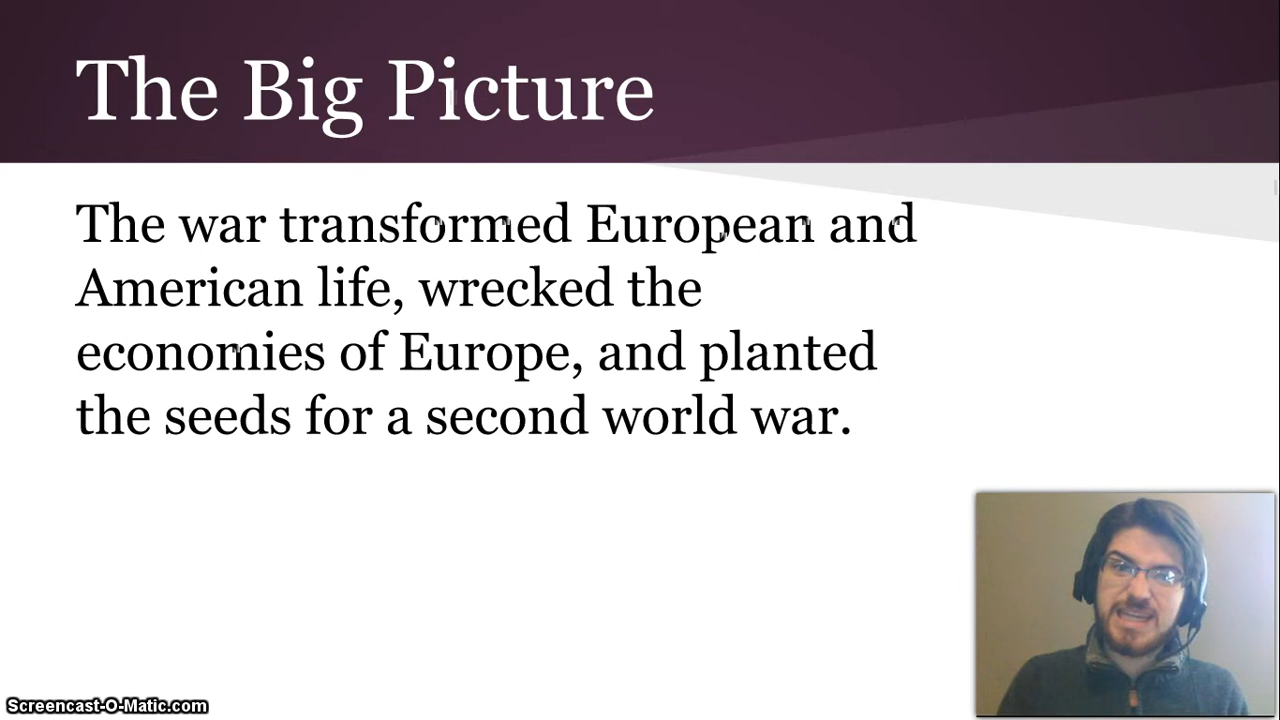 The Big Picture
The war transformed European and
American life, wrecked the
economies of Europe, and planted
the seeds for a second world war.
Screencast-O-Matic.com